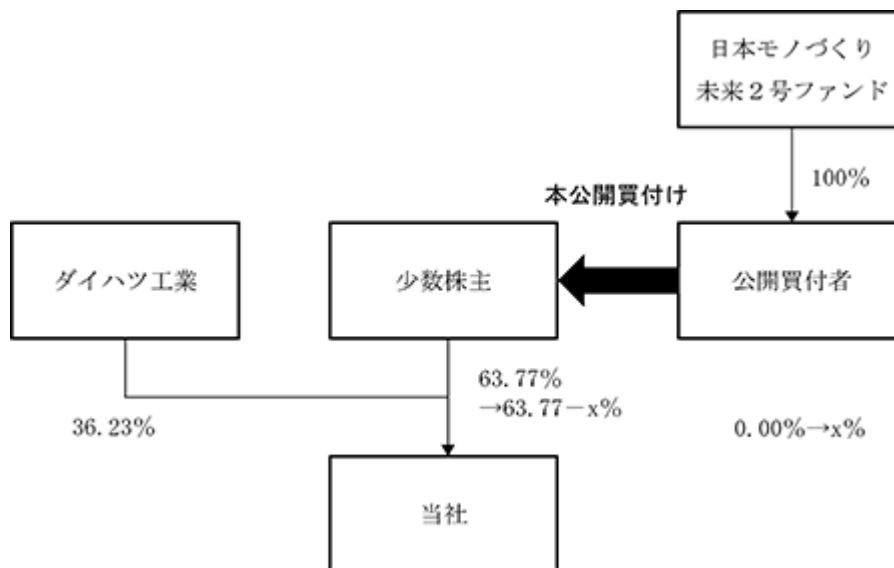 日本モノづくり
未来２号ファンド
100%
本公開買付け
ダイハツ工業
少数株主
公開買付者
63.77%
→63.77－x%
36.23%
0.00%→x%
当社